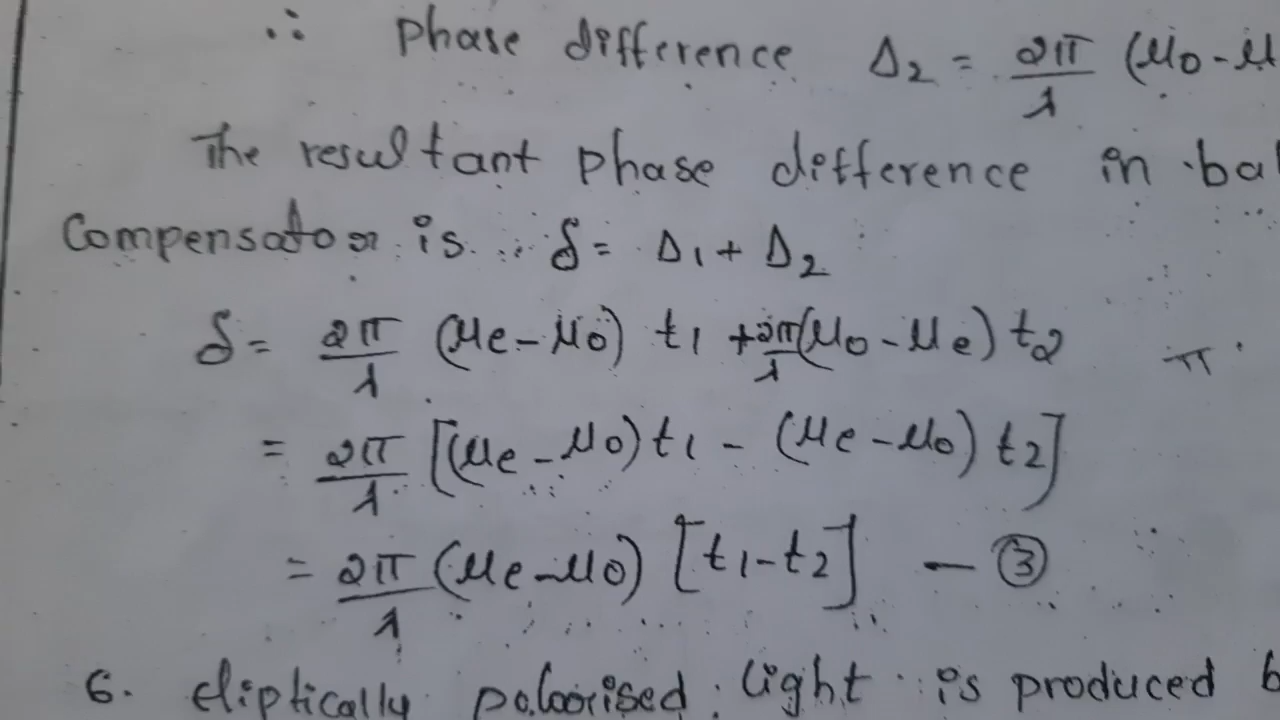 ∴ Phase difference Δ₂ = 2π/λ (μo - μ
The resultant phase difference in ba
Compensator is δ = Δ₁ + Δ₂
δ = 2π/λ (μe - μo) t₁ + 2π/λ (μo - μe) t₂ π
= 2π/λ [(μe - μo) t₁ - (μe - μo) t₂]
= 2π/λ (μe - μo) [t₁ - t₂] — ③
6. Eliptically polorised light is produced b